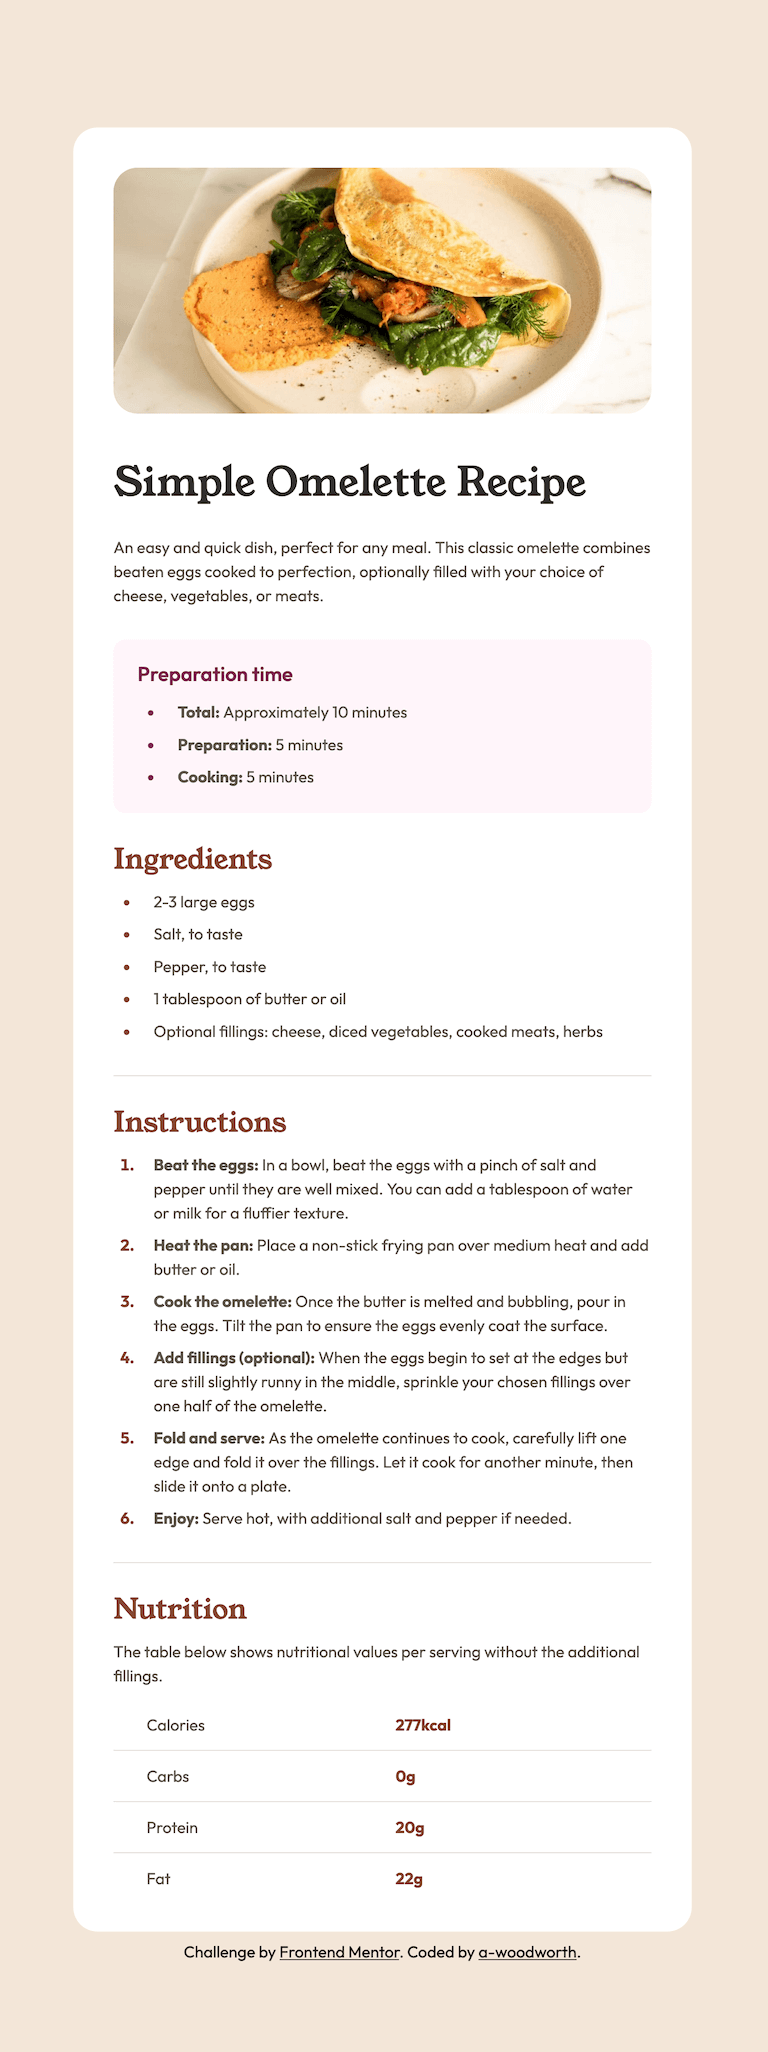 Simple Omelette Recipe
An easy and quick dish, perfect for any meal. This classic omelette combines
beaten eggs cooked to perfection, optionally filled with your choice of
cheese, vegetables, or meats.
Preparation time
• Total: Approximately 10 minutes
• Preparation: 5 minutes
• Cooking: 5 minutes
Ingredients
• 2-3 large eggs
• Salt, to taste
• Pepper, to taste
• 1 tablespoon of butter or oil
• Optional fillings: cheese, diced vegetables, cooked meats, herbs
Instructions
1. Beat the eggs: In a bowl, beat the eggs with a pinch of salt and
pepper until they are well mixed. You can add a tablespoon of water
or milk for a fluffier texture.
2. Heat the pan: Place a non-stick frying pan over medium heat and add
butter or oil.
3. Cook the omelette: Once the butter is melted and bubbling, pour in
the eggs. Tilt the pan to ensure the eggs evenly coat the surface.
4. Add fillings (optional): When the eggs begin to set at the edges but
are still slightly runny in the middle, sprinkle your chosen fillings over
one half of the omelette.
5. Fold and serve: As the omelette continues to cook, carefully lift one
edge and fold it over the fillings. Let it cook for another minute, then
slide it onto a plate.
6. Enjoy: Serve hot, with additional salt and pepper if needed.
Nutrition
The table below shows nutritional values per serving without the additional
fillings.
Calories 277kcal
Carbs 0g
Protein 20g
Fat 22g
Challenge by Frontend Mentor. Coded by a-woodworth.